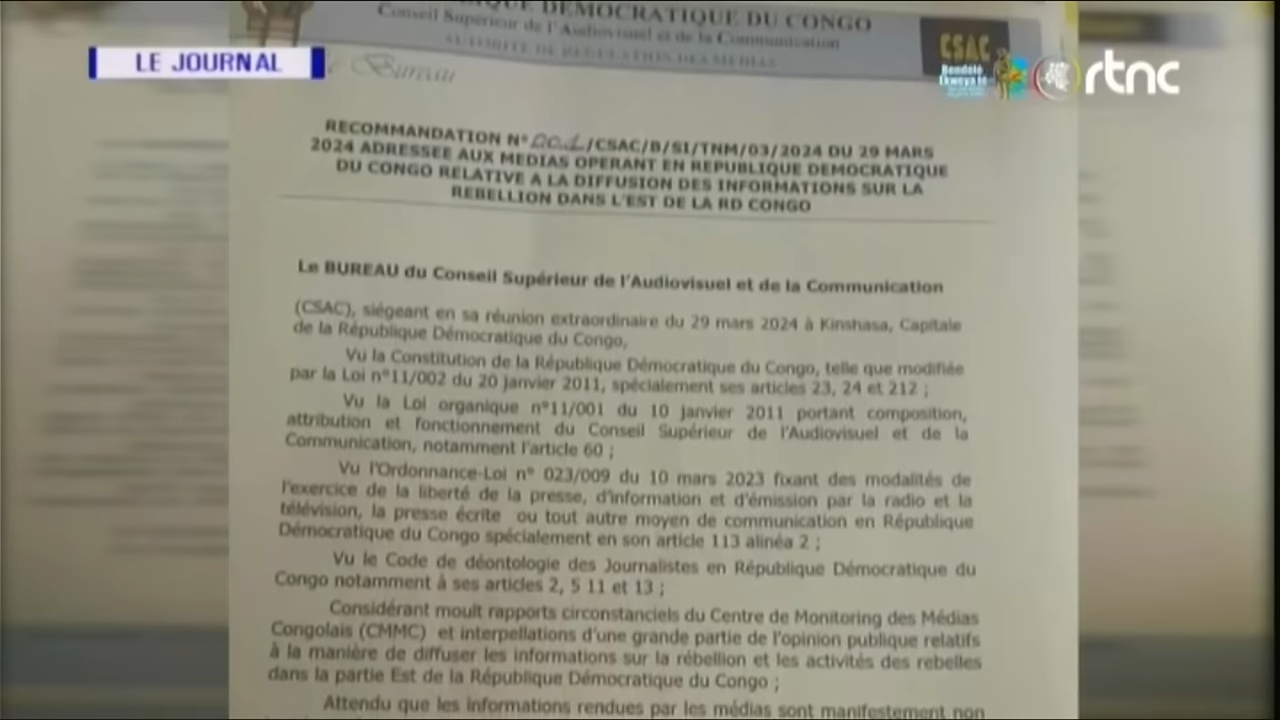 QUE DÉMOCRATIQUE DU CONGO
Conseil Supérieur de l'Audiovisuel et de la Communication
AUTORITE DE REGULATION DES MEDIAS
CSAC
LE JOURNAL
Bureau
Bendele
Ekweya te
rtnc
RECOMMANDATION N° 001/CSAC/B/SI/TNM/03/2024 DU 29 MARS
2024 ADRESSEE AUX MEDIAS OPERANT EN REPUBLIQUE DEMOCRATIQUE
DU CONGO RELATIVE A LA DIFFUSION DES INFORMATIONS SUR LA
REBELLION DANS L'EST DE LA RD CONGO
Le BUREAU du Conseil Supérieur de l'Audiovisuel et de la Communication
(CSAC), siégeant en sa réunion extraordinaire du 29 mars 2024 à Kinshasa, Capitale
de la République Démocratique du Congo,
Vu la Constitution de la République Démocratique du Congo, telle que modifiée
par la Loi n°11/002 du 20 janvier 2011, spécialement ses articles 23, 24 et 212 ;
Vu la Loi organique n°11/001 du 10 janvier 2011 portant composition,
attribution et fonctionnement du Conseil Supérieur de l'Audiovisuel et de la
Communication, notamment l'article 60 ;
Vu l'Ordonnance-Loi n° 023/009 du 10 mars 2023 fixant des modalités de
l'exercice de la liberté de la presse, d'information et d'émission par la radio et la
télévision, la presse écrite ou tout autre moyen de communication en République
Démocratique du Congo spécialement en son article 113 alinéa 2 ;
Vu le Code de déontologie des Journalistes en République Démocratique du
Congo notamment à ses articles 2, 5 11 et 13 ;
Considérant moult rapports circonstanciels du Centre de Monitoring des Médias
Congolais (CMMC) et interpellations d'une grande partie de l'opinion publique relatifs
à la manière de diffuser les informations sur la rébellion et les activités des rebelles
dans la partie Est de la République Démocratique du Congo ;
Attendu que les informations rendues par les médias sont manifestement non